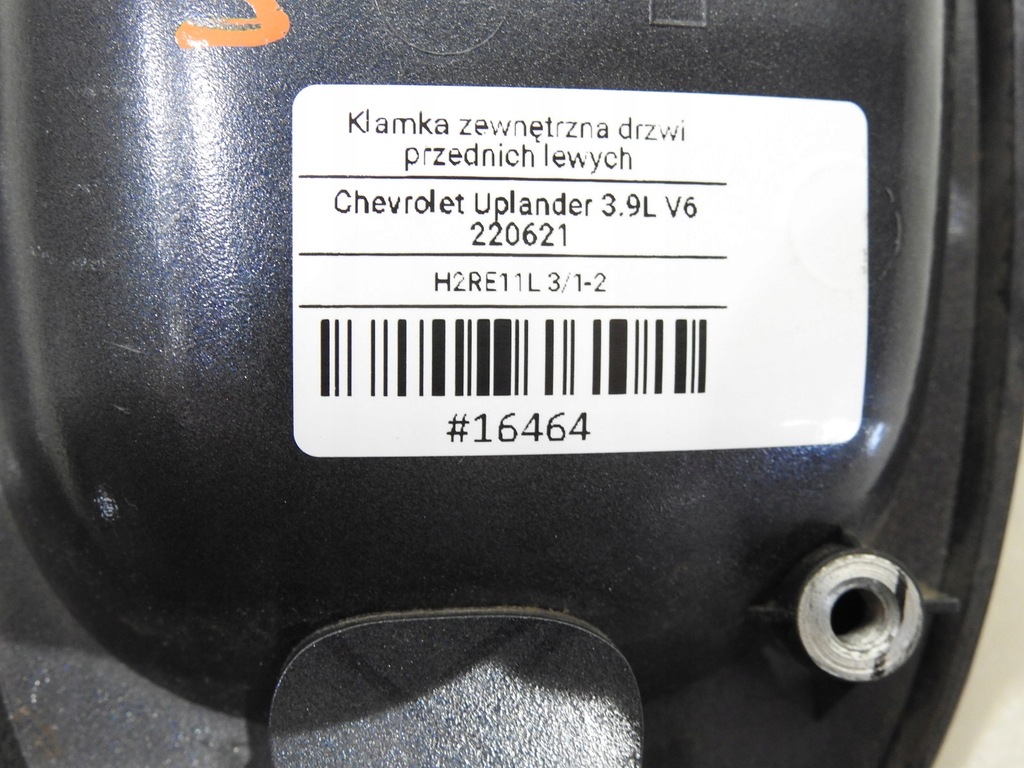 Klamka zewnętrzna drzwi
przednich lewych
Chevrolet Uplander 3.9L V6
220621
H2RE11L 3/1-2
#16464